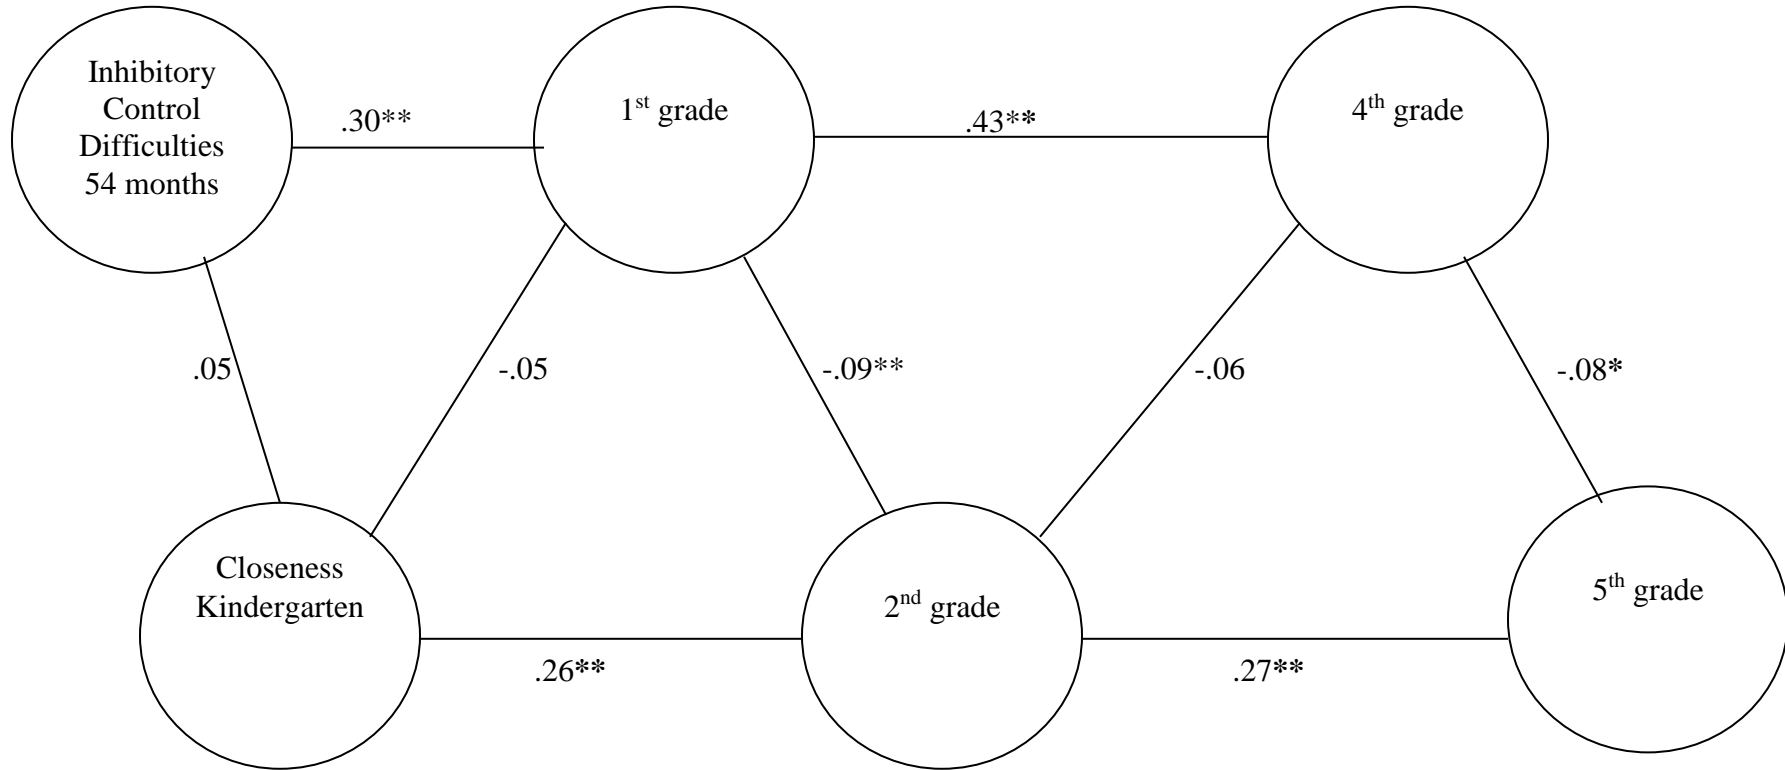 Inhibitory
Control
Difficulties
54 months
.30**
1st grade
.43**
4th grade
.05
-.05
-.09**
-.06
-.08*
Closeness
Kindergarten
.26**
2nd grade
.27**
5th grade